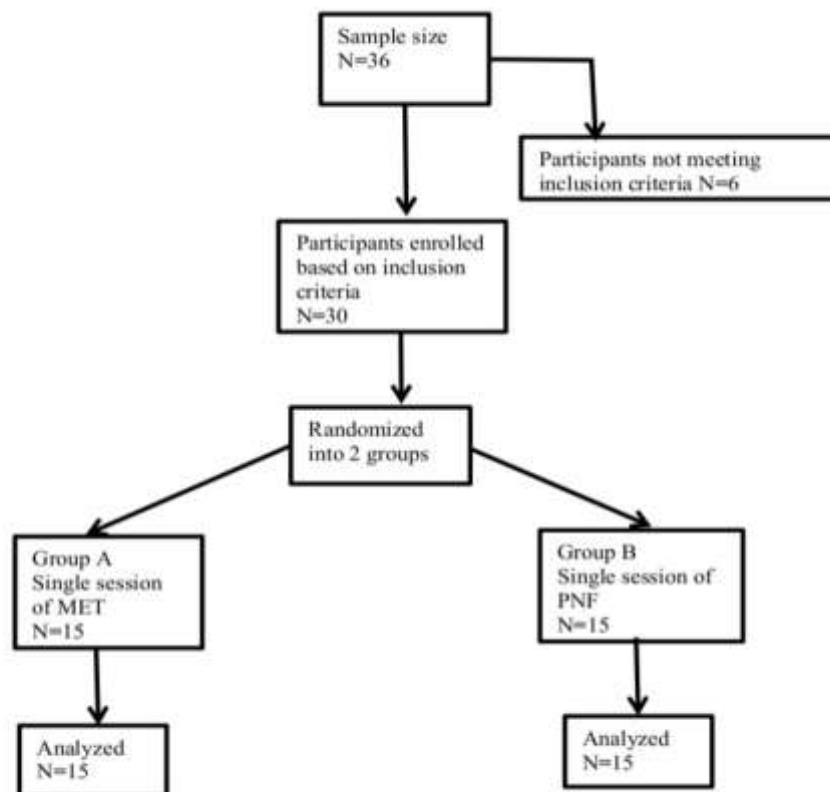 Sample size
N=36
Participants not meeting
inclusion criteria N=6
Participants enrolled
based on inclusion
criteria
N=30
Randomized
into 2 groups
Group A
Single session
of MET
N=15
Group B
Single session of
PNF
N=15
Analyzed
N=15
Analyzed
N=15